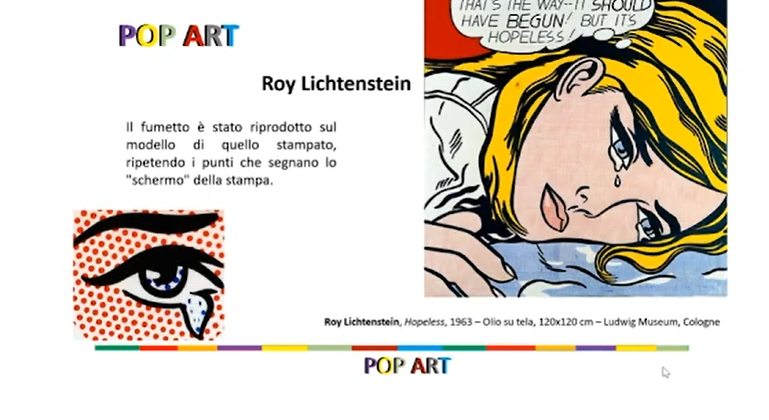 THAT'S THE WAY--IT SHOULD
HAVE BEGUN! BUT IT'S
HOPELESS!
POP ART
Roy Lichtenstein
Il fumetto è stato riprodotto sul
modello di quello stampato,
ripetendo i punti che segnano lo
"schermo" della stampa.
Roy Lichtenstein, Hopeless, 1963 – Olio su tela, 120x120 cm – Ludwig Museum, Cologne
POP ART